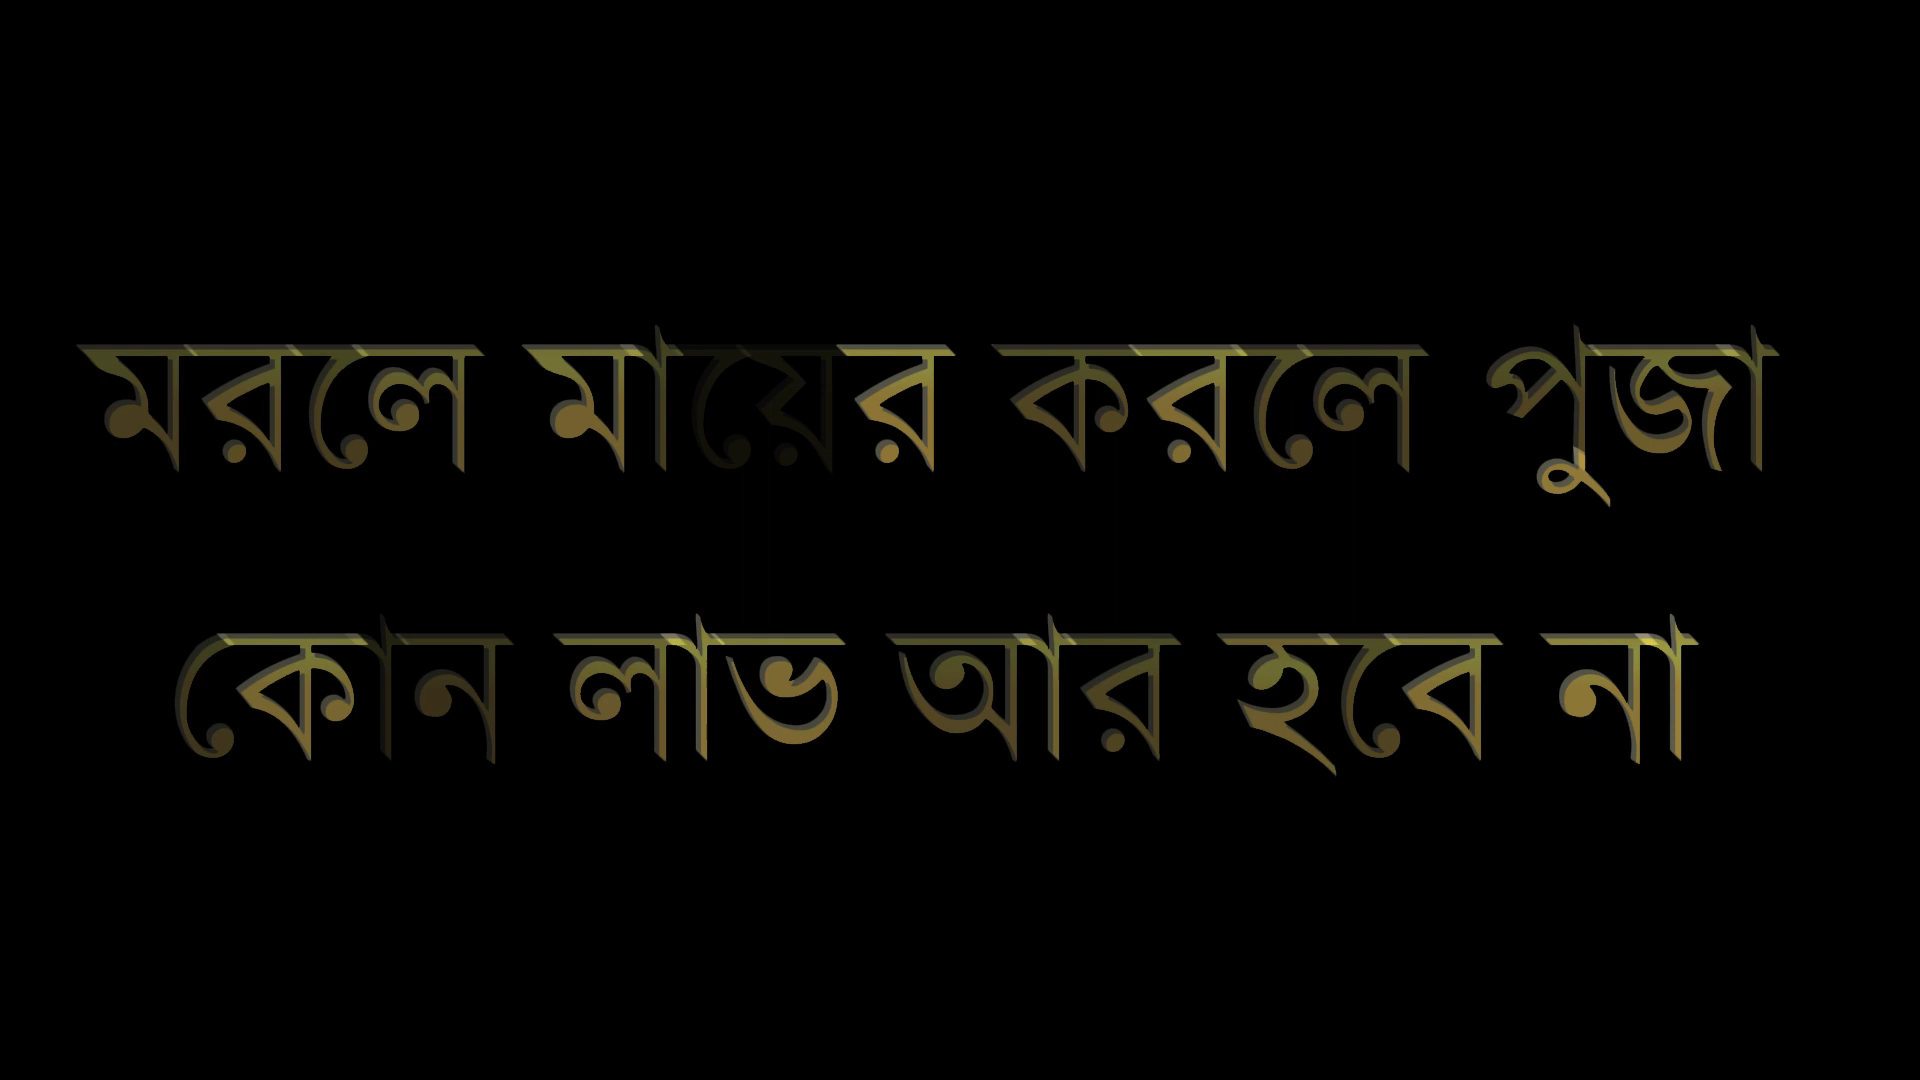 মরলে মায়ের করলে পুজা
কোন লাভ আর হবে না